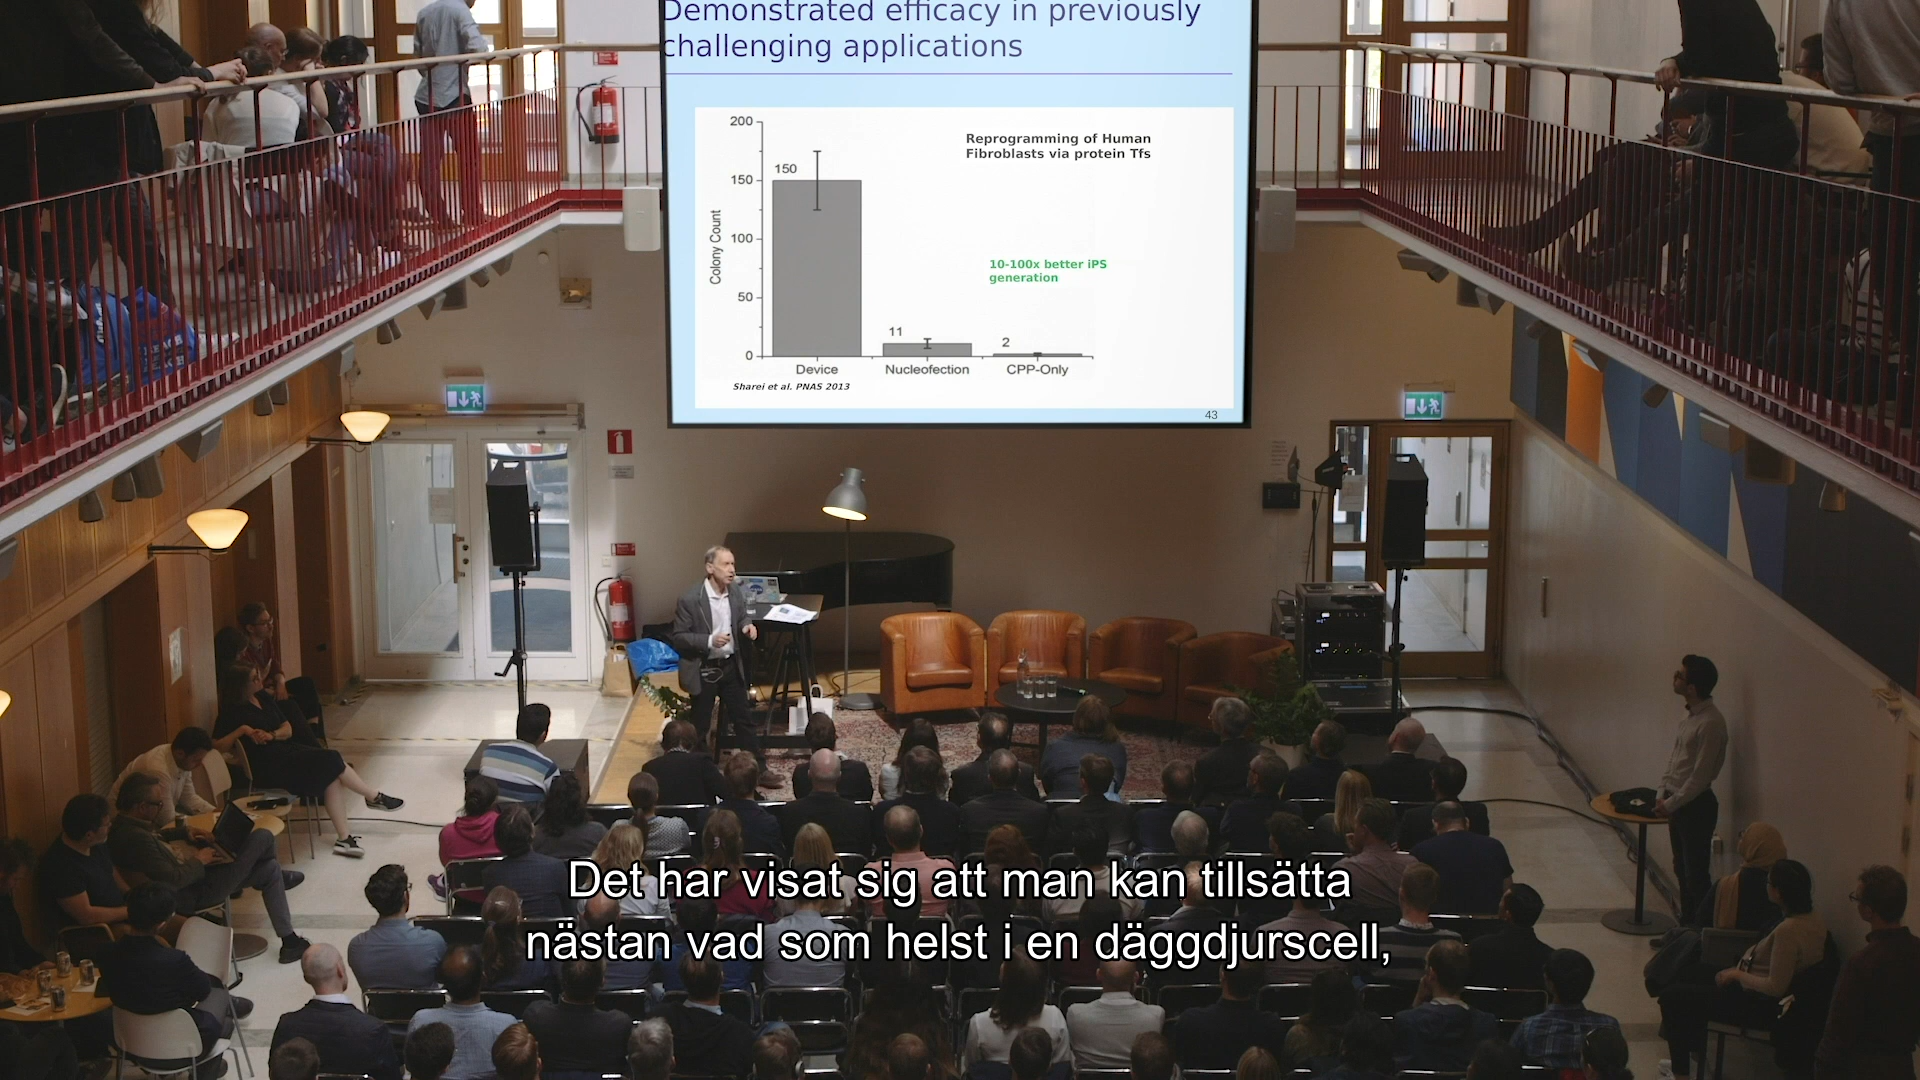 Demonstrated efficacy in previously
challenging applications
Reprogramming of Human
Fibroblasts via protein Tfs
10-100x better iPS
generation
Colony Count
200
150
100
50
0
150
11
2
Device
Nucleofection
CPP-Only
Sharei et al. PNAS 2013
43
Det har visat sig att man kan tillsätta
nästan vad som helst i en däggdjurscell,